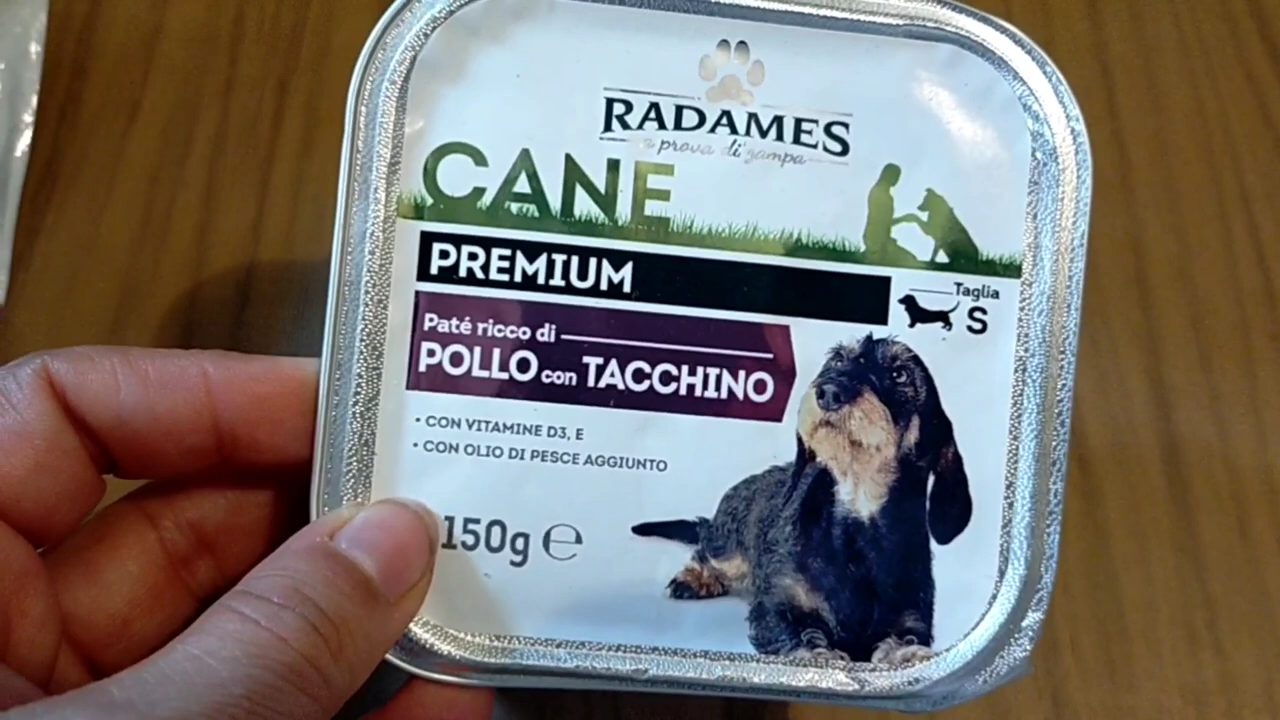 RADAMES
a prova di zampa
CANE
PREMIUM
Taglia
S
Paté ricco di
POLLO con TACCHINO
• CON VITAMINE D3, E
• CON OLIO DI PESCE AGGIUNTO
150g ℮